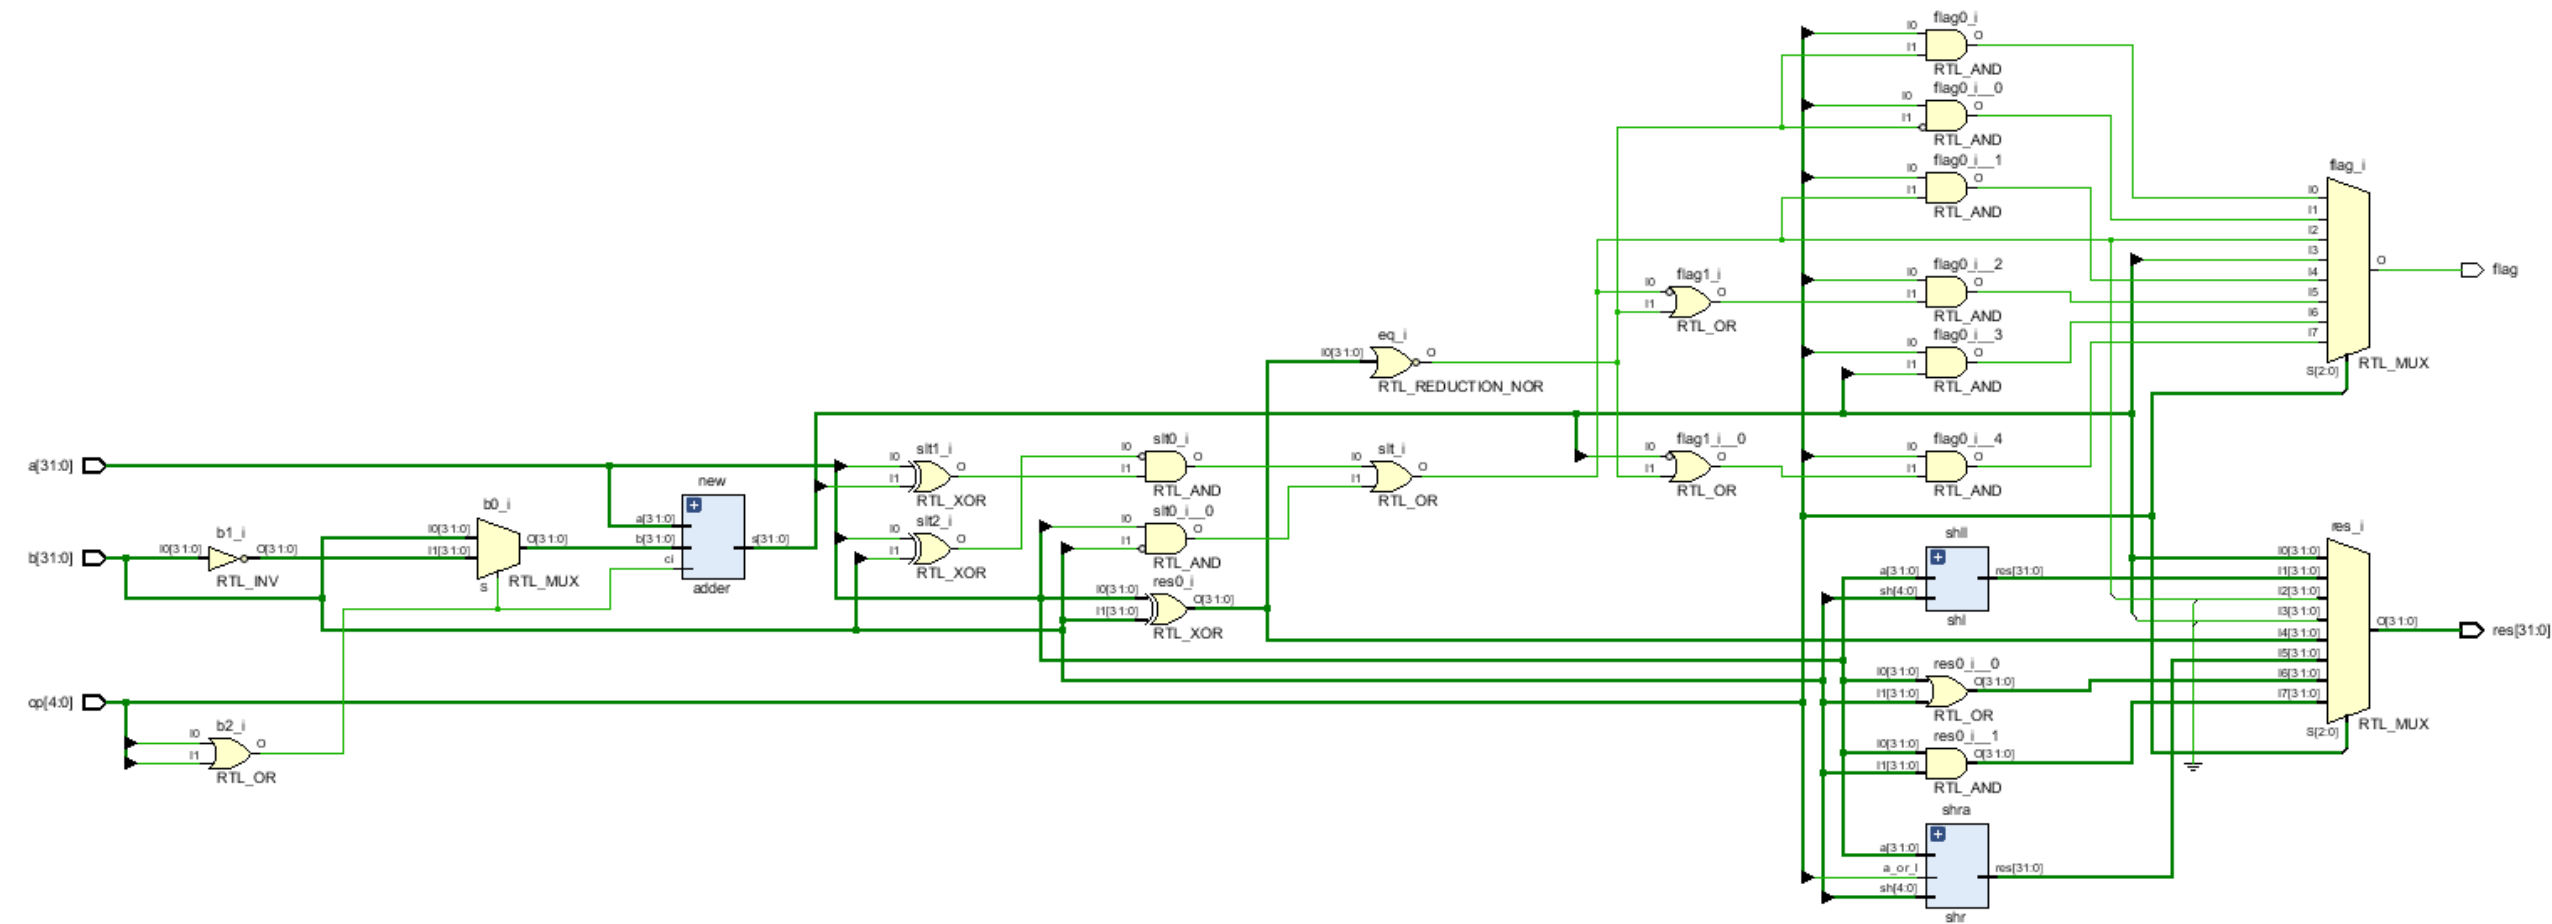 flag0_i
I0
I1
O
RTL_AND
flag0_i__0
I0
I1
O
RTL_AND
flag0_i__1
I0
I1
O
RTL_AND
flag_i
I0
I1
I2
I3
I4
I5
I6
I7
O
S[2:0]
RTL_MUX
flag
flag0_i__2
I0
I1
O
RTL_AND
flag1_i
I0
I1
O
RTL_OR
flag0_i__3
I0
I1
O
RTL_AND
eq_i
I0[31:0]
O
RTL_REDUCTION_NOR
flag0_i__4
I0
I1
O
RTL_AND
flag1_i__0
I0
I1
O
RTL_OR
slt_i
I0
I1
O
RTL_OR
slt0_i
I0
I1
O
RTL_AND
slt1_i
I0
I1
O
RTL_XOR
a[31:0]
new
a[31:0]
b[31:0]
ci
s[31:0]
adder
b0_i
I0[31:0]
I1[31:0]
O[31:0]
S
RTL_MUX
b1_i
b[31:0]
I0[31:0]
O[31:0]
RTL_INV
slt2_i
I0
I1
O
RTL_XOR
slt0_i__0
I0
I1
O
RTL_AND
res0_i
I0[31:0]
I1[31:0]
O[31:0]
RTL_XOR
shll
a[31:0]
sh[4:0]
res[31:0]
shl
res_i
I0[31:0]
I1[31:0]
I2[31:0]
I3[31:0]
I4[31:0]
I5[31:0]
I6[31:0]
I7[31:0]
O[31:0]
S[2:0]
RTL_MUX
res[31:0]
res0_i__0
I0[31:0]
I1[31:0]
O[31:0]
RTL_OR
op[4:0]
b2_i
I0
I1
O
RTL_OR
res0_i__1
I0[31:0]
I1[31:0]
O[31:0]
RTL_AND
shra
a[31:0]
a_or_l
sh[4:0]
res[31:0]
shr